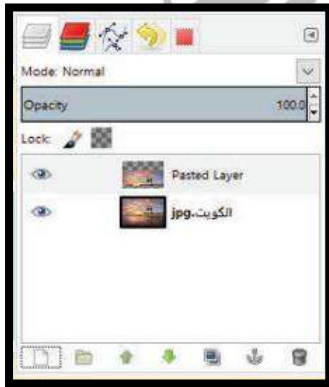 Mode: Normal
Opacity 100.0
Lock:
Pasted Layer
الكويت.jpg